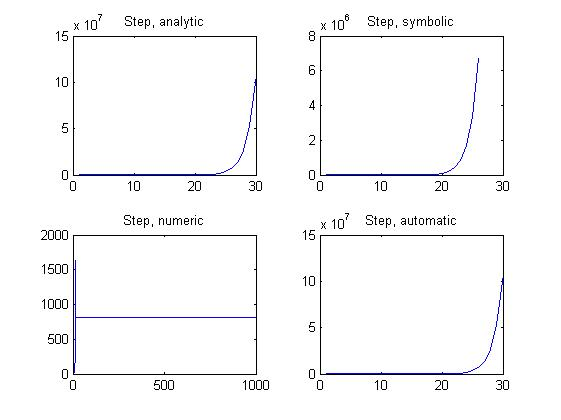 Step, analytic
x 10^7
15
10
5
0
0 10 20 30
Step, symbolic
x 10^6
8
6
4
2
0
0 10 20 30
Step, numeric
2000
1500
1000
500
0
0 500 1000
Step, automatic
x 10^7
15
10
5
0
0 10 20 30